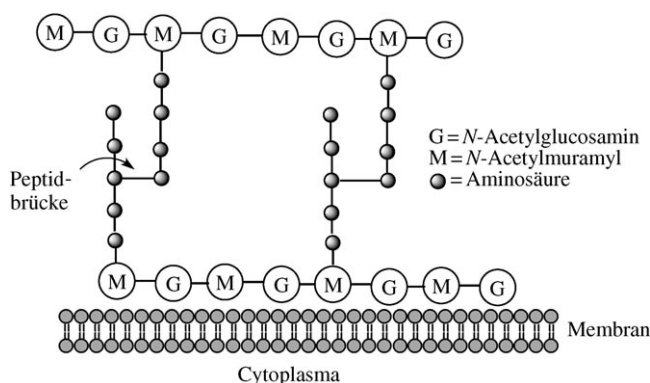 M G M G M G M G
G = N-Acetylglucosamin
M = N-Acetylmuramyl
= Aminosäure
Peptid-
brücke
M G M G M G M G
Membran
Cytoplasma